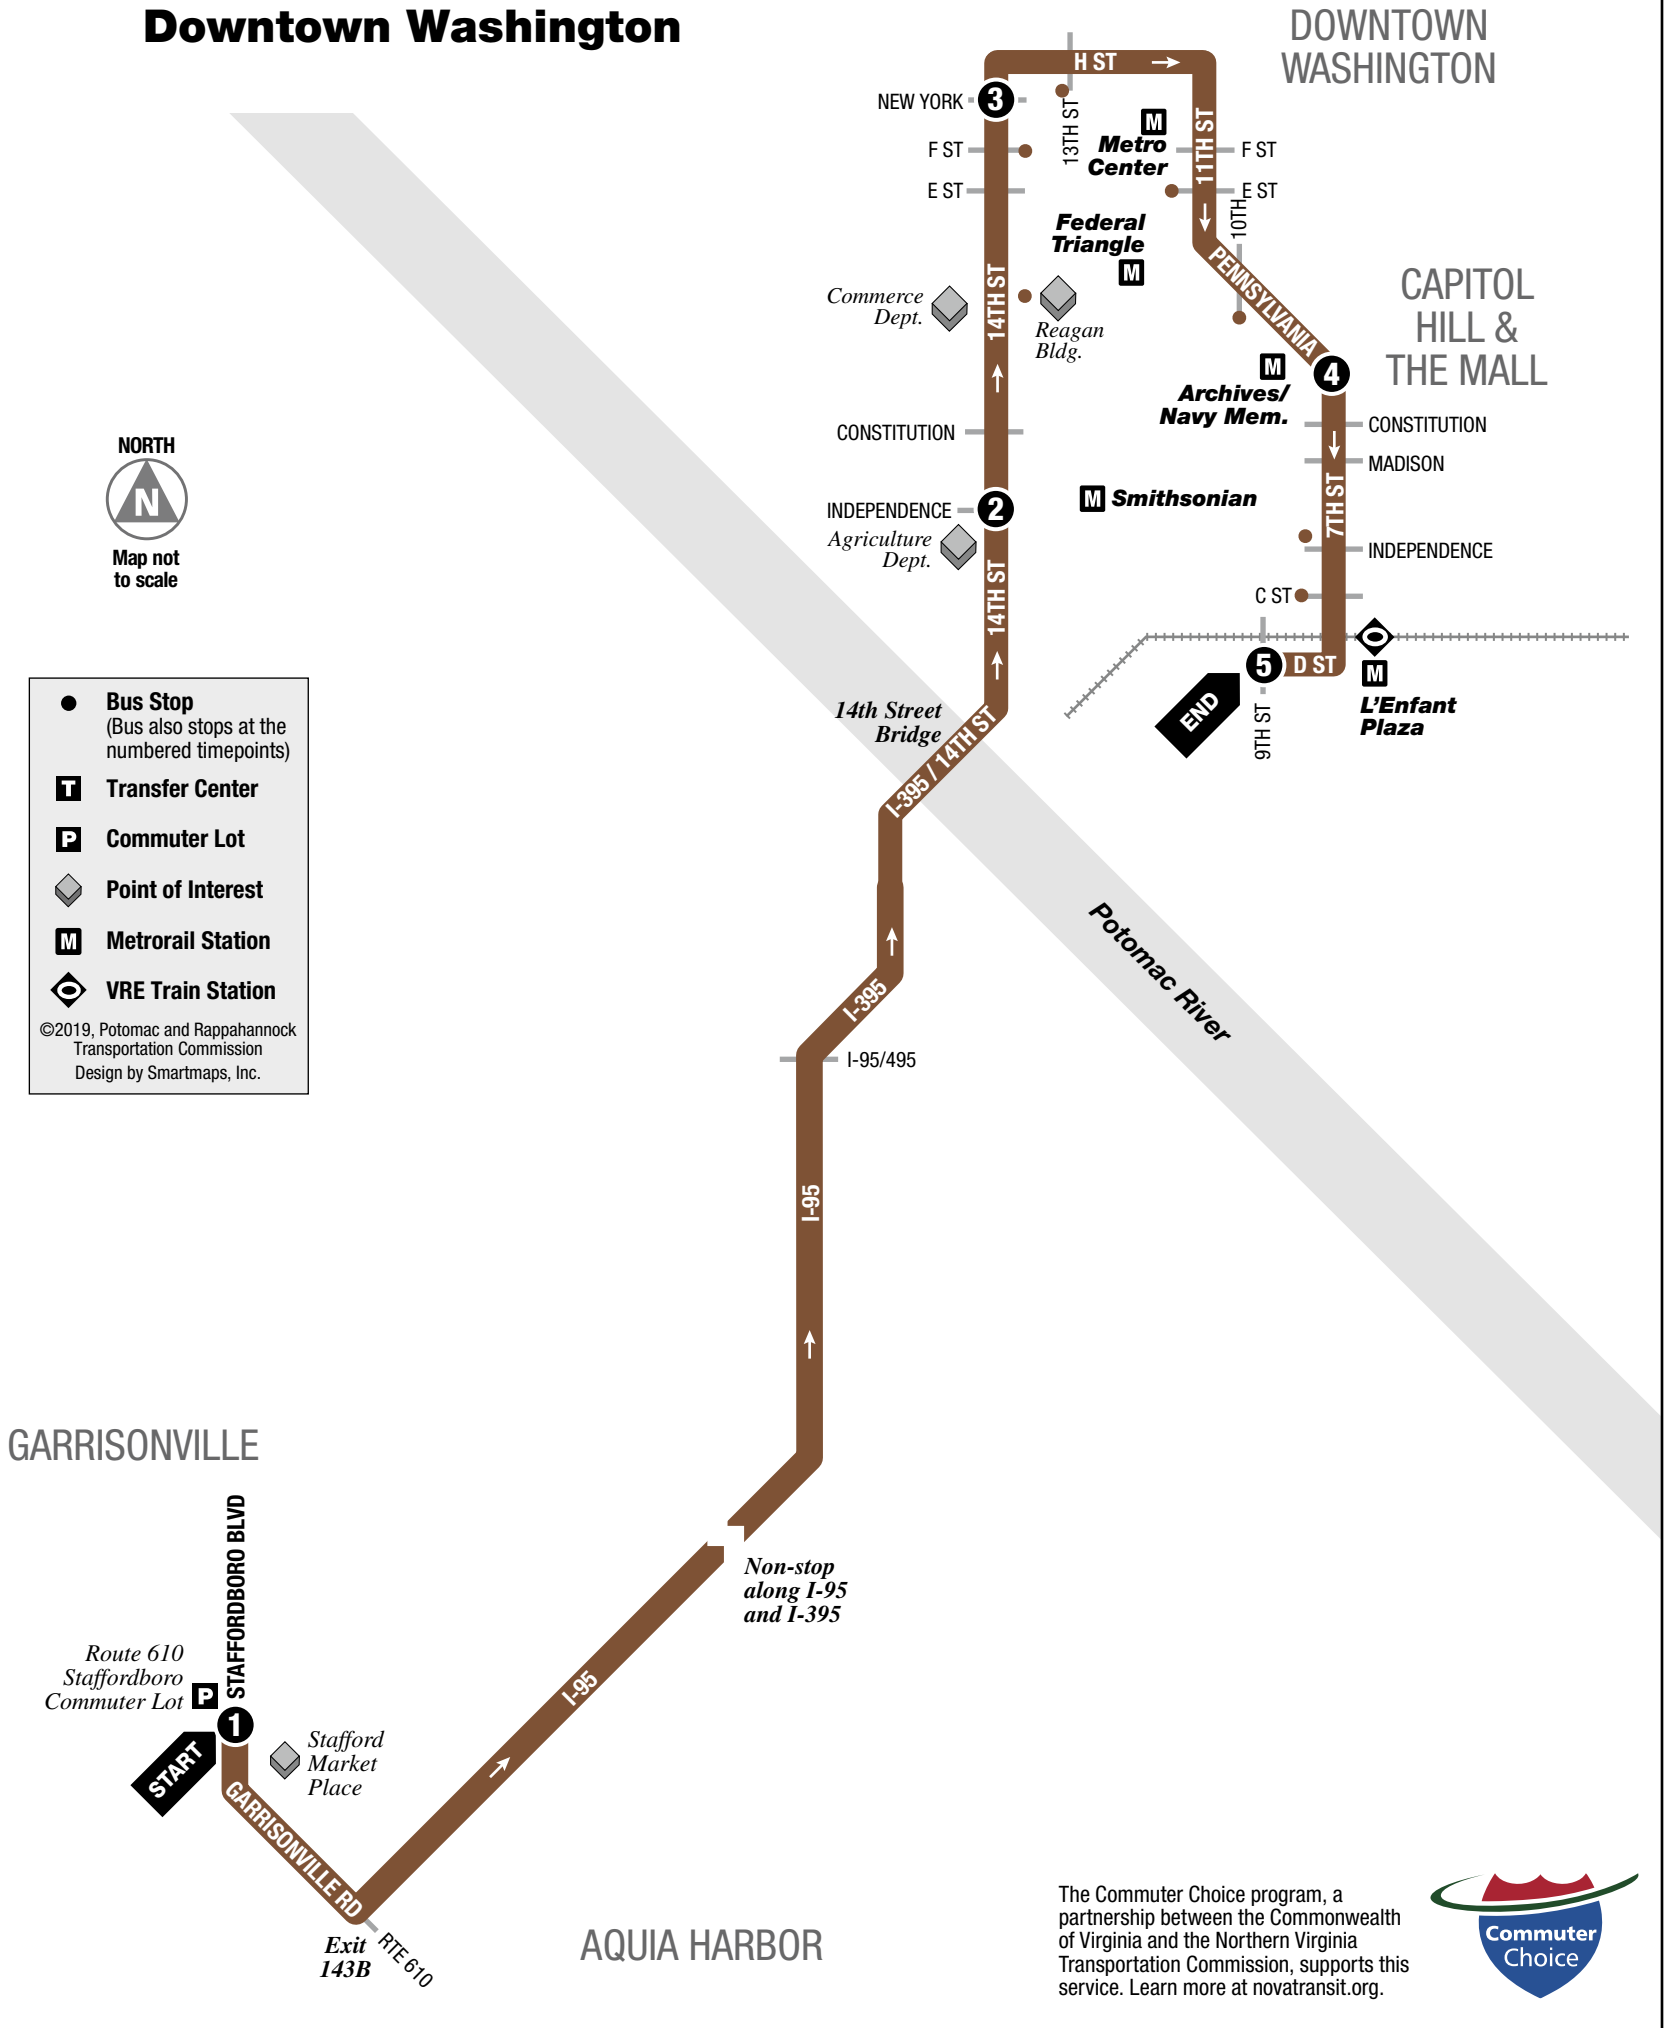 Downtown Washington
DOWNTOWN
WASHINGTON
H ST
NEW YORK
3
13TH ST
M
Metro
Center
11TH ST
F ST
F ST
E ST
E ST
10TH
Federal
Triangle
M
PENNSYLVANIA
CAPITOL
HILL &
THE MALL
Commerce
Dept.
14TH ST
Reagan
Bldg.
4
M
Archives/
Navy Mem.
CONSTITUTION
CONSTITUTION
MADISON
NORTH
N
Map not
to scale
M Smithsonian
7TH ST
INDEPENDENCE
2
Agriculture
Dept.
INDEPENDENCE
14TH ST
C ST
5
D ST
M
L'Enfant
Plaza
END
9TH ST
14th Street
Bridge
I-395 / 14TH ST
Bus Stop
(Bus also stops at the
numbered timepoints)
T Transfer Center
P Commuter Lot
Point of Interest
M Metrorail Station
VRE Train Station
©2019, Potomac and Rappahannock
Transportation Commission
Design by Smartmaps, Inc.
Potomac River
I-395
I-95/495
I-95
GARRISONVILLE
Non-stop
along I-95
and I-395
STAFFORDBORO BLVD
Route 610
Staffordboro
Commuter Lot
P
1
START
Stafford
Market
Place
I-95
GARRISONVILLE RD
Exit
143B
RTE 610
AQUIA HARBOR
The Commuter Choice program, a
partnership between the Commonwealth
of Virginia and the Northern Virginia
Transportation Commission, supports this
service. Learn more at novatransit.org.
Commuter
Choice